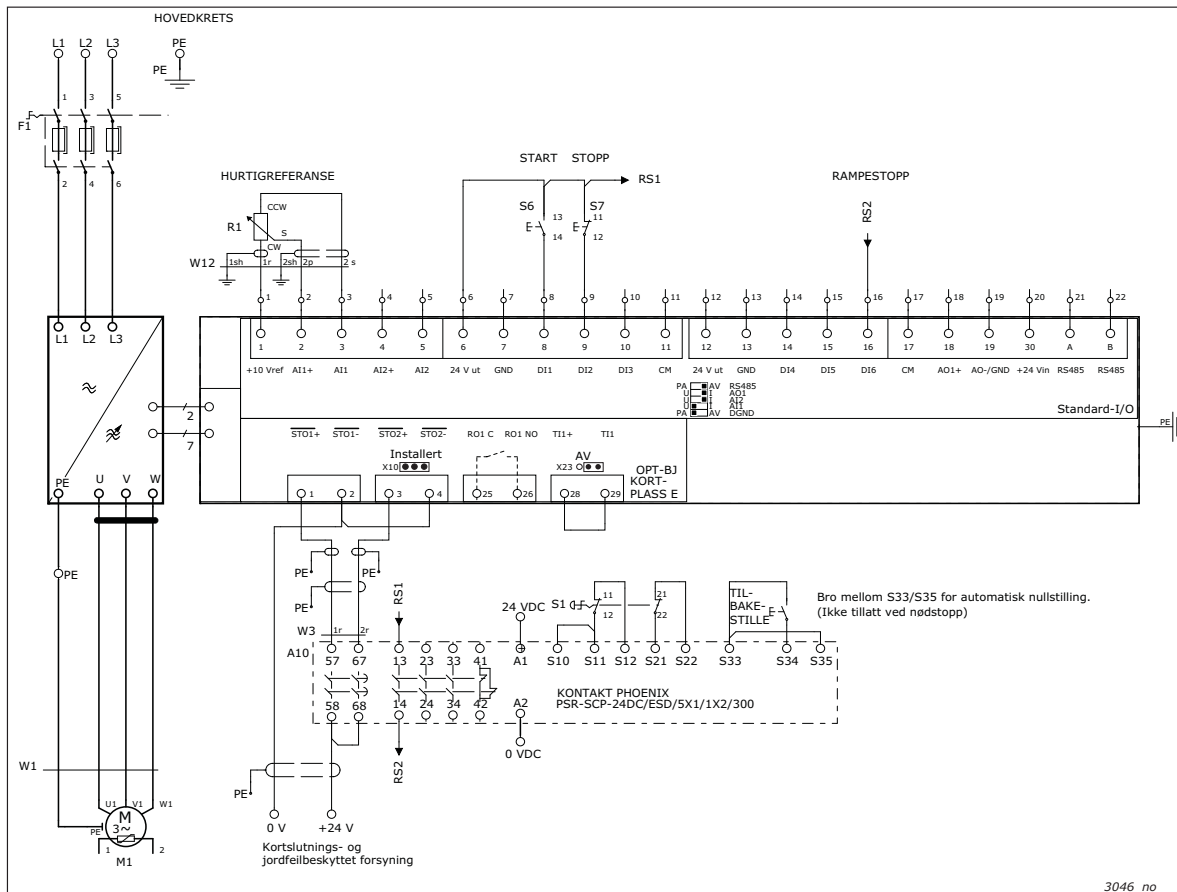 HOVEDKRETS
L1 L2 L3 PE
PE
1 3 5
F1
2 4 6
START STOPP
HURTIGREFERANSE
RS1
RAMPESTOPP
S6 13 14
S7 11 12
RS2
R1 CCW S CW
W12 1sh 1r 2sh 2p 2 s
1 2 3 4 5 6 7 8 9 10 11 12 13 14 15 16 17 18 19 20 21 22
L1 L2 L3
1 2 3 4 5 6 7 8 9 10 11 12 13 14 15 16 17 18 19 30 A B
+10 Vref AI1+ AI1 AI2+ AI2 24 V ut GND DI1 DI2 DI3 CM 24 V ut GND DI4 DI5 DI6 CM AO1+ AO-/GND +24 Vin RS485 RS485
PA AV RS485
U I AO1
U I AI2
U I AI1
PA AV DGND
Standard-I/O
2
7
PE
STO1+ STO1- STO2+ STO2- RO1 C RO1 NO TI1+ TI1
Installert
X10
AV
X23
OPT-BJ
KORT-
PLASS E
PE U V W
1 2 3 4 25 26 28 29
PE
PE PE
PE
RS1
24 VDC
S1 11 12 21 22
TIL-
BAKE-
STILLE
Bro mellom S33/S35 for automatisk nullstilling.
(Ikke tillatt ved nødstopp)
W3 1r 2r
A10
57 67 13 23 33 41 A1 S10 S11 S12 S21 S22 S33 S34 S35
KONTAKT PHOENIX
PSR-SCP-24DC/ESD/5X1/1X2/300
58 68 14 24 34 42 A2
RS2
0 VDC
W1
PE
U1 V1 W1
M
3~
PE
1 2
M1
0 V +24 V
Kortslutnings- og
jordfeilbeskyttet forsyning
3046_no